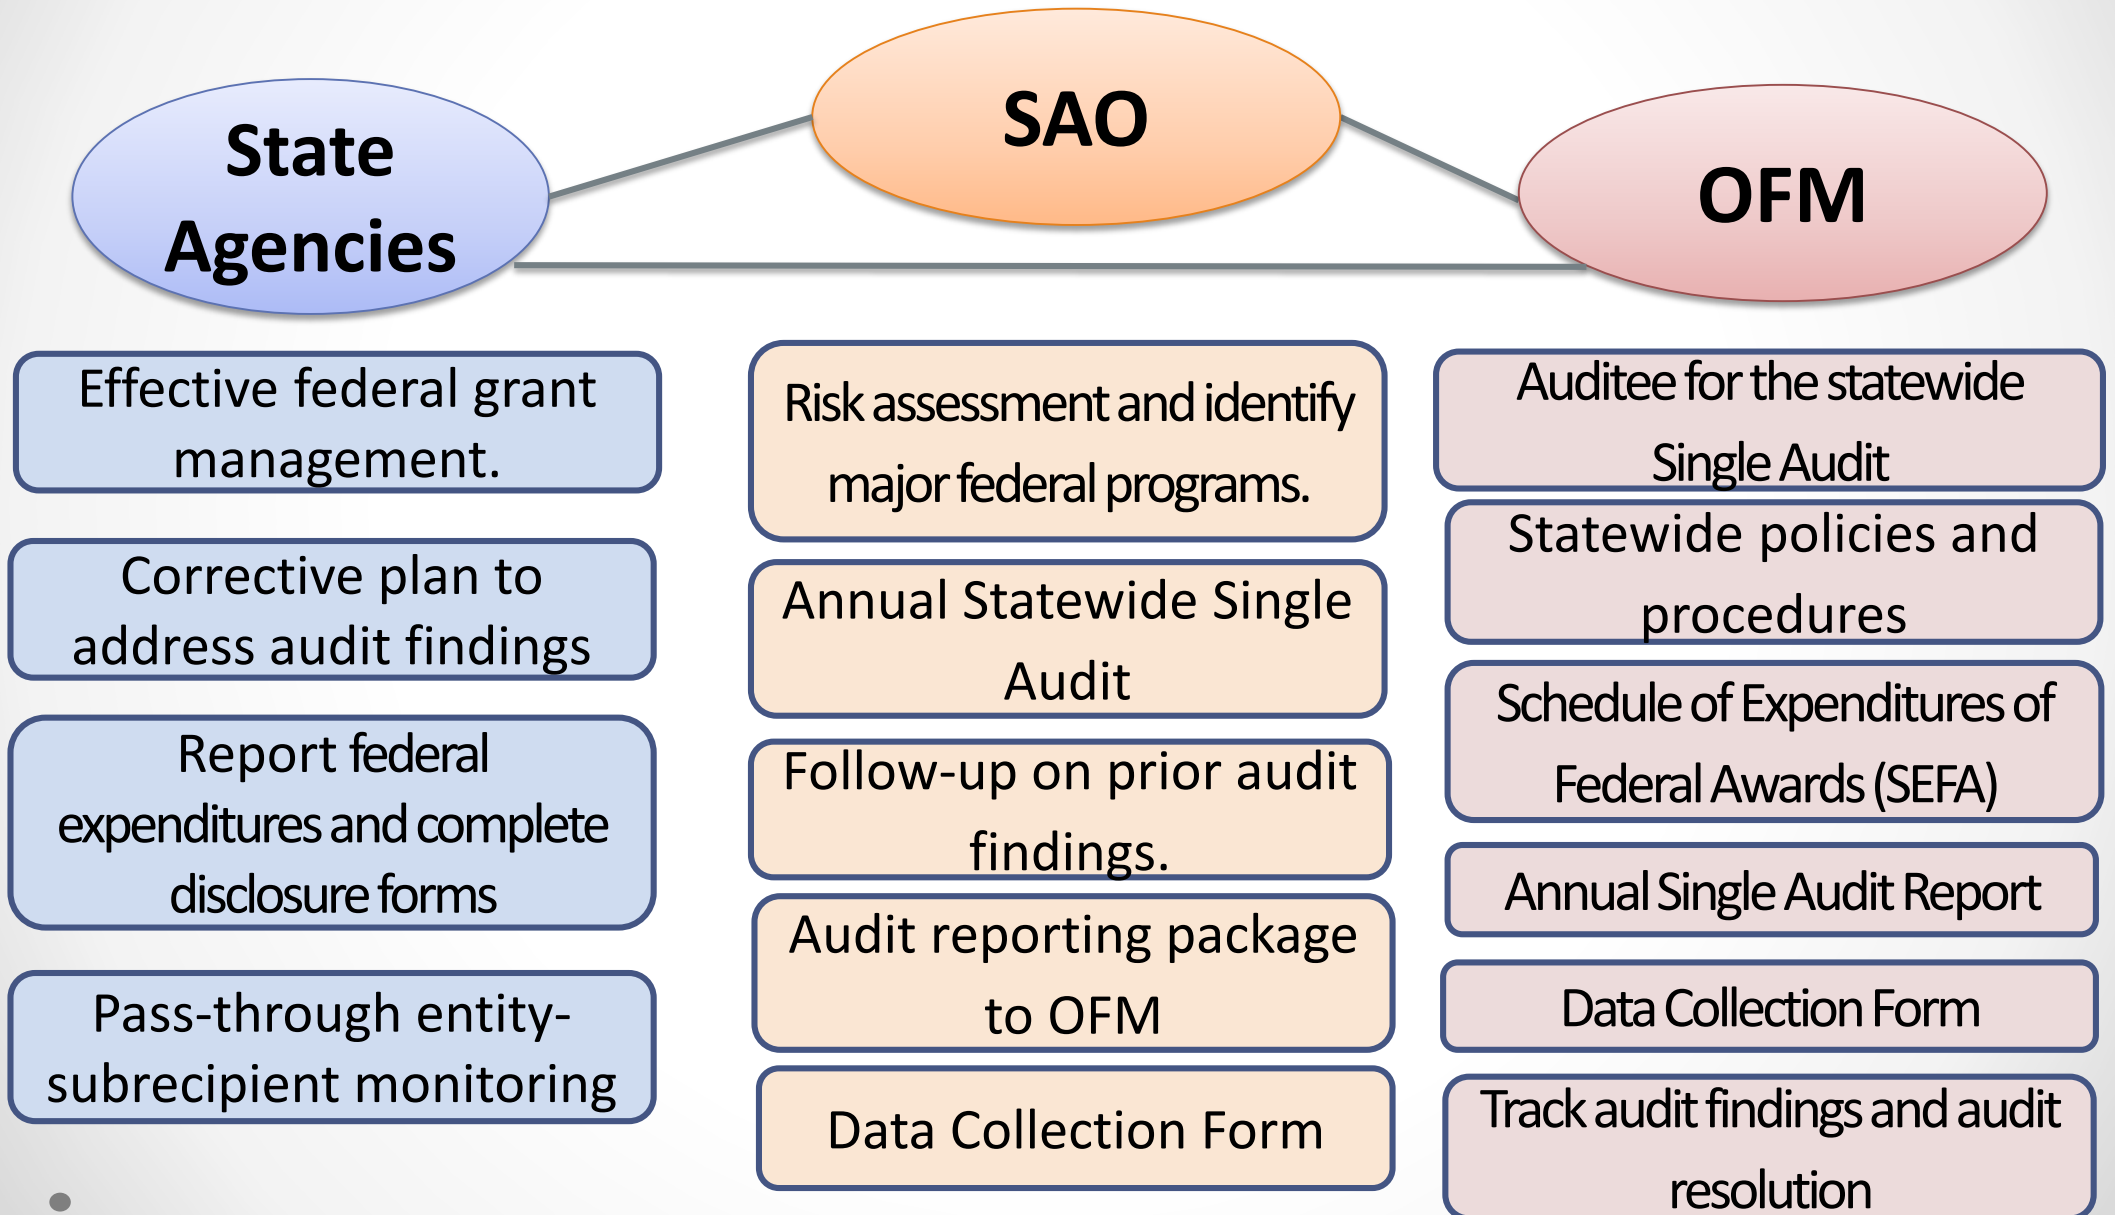 State
Agencies
SAO
OFM
Effective federal grant
management.
Corrective plan to
address audit findings
Report federal
expenditures and complete
disclosure forms
Pass-through entity-
subrecipient monitoring
Risk assessment and identify
major federal programs.
Annual Statewide Single
Audit
Follow-up on prior audit
findings.
Audit reporting package
to OFM
Data Collection Form
Auditee for the statewide
Single Audit
Statewide policies and
procedures
Schedule of Expenditures of
Federal Awards (SEFA)
Annual Single Audit Report
Data Collection Form
Track audit findings and audit
resolution